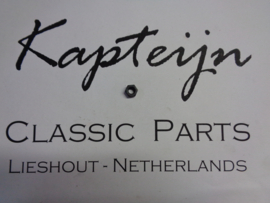 Kapteijn
CLASSIC PARTS
LIESHOUT - NETHERLANDS